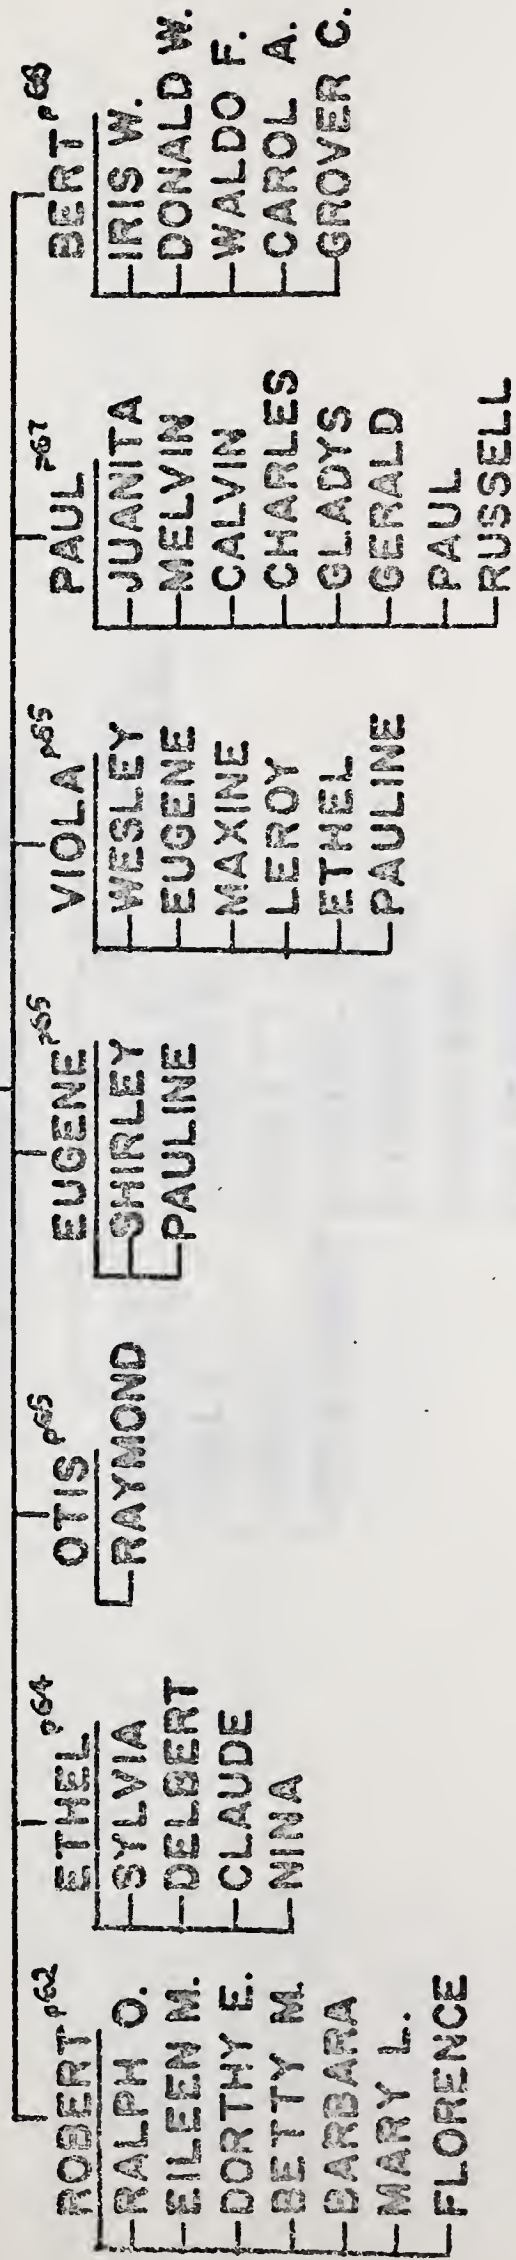 ROBERT p62
RALPH O.
EILEEN M.
DORTHY E.
BETTY M.
BARBARA
MARY L.
FLORENCE
ETHEL p64
SYLVIA
DELBERT
CLAUDE
NINA
OTIS p65
RAYMOND
EUGENE p65
SHIRLEY
PAULINE
VIOLA p65
WESLEY
EUGENE
MAXINE
LEROY
ETHEL
PAULINE
PAUL p67
JUANITA
MELVIN
CALVIN
CHARLES
GLADYS
GERALD
PAUL
RUSSELL
BERT p68
IRIS W.
DONALD W.
WALDO F.
CAROL A.
GROVER C.